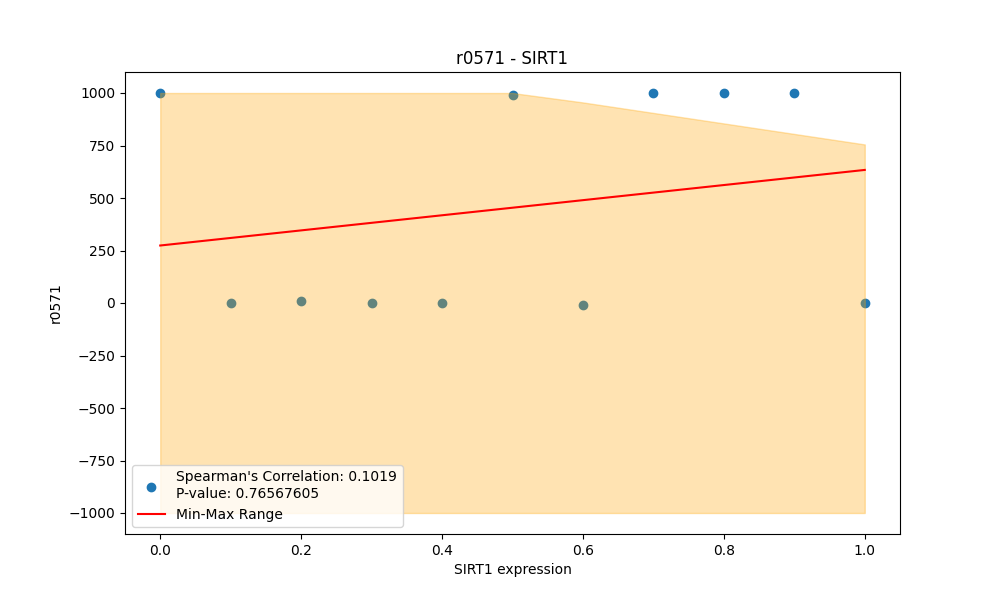 r0571 - SIRT1
1000
750
500
250
0
−250
−500
−750
−1000
r0571
Spearman's Correlation: 0.1019
P-value: 0.76567605
Min-Max Range
0.0
0.2
0.4
0.6
0.8
1.0
SIRT1 expression